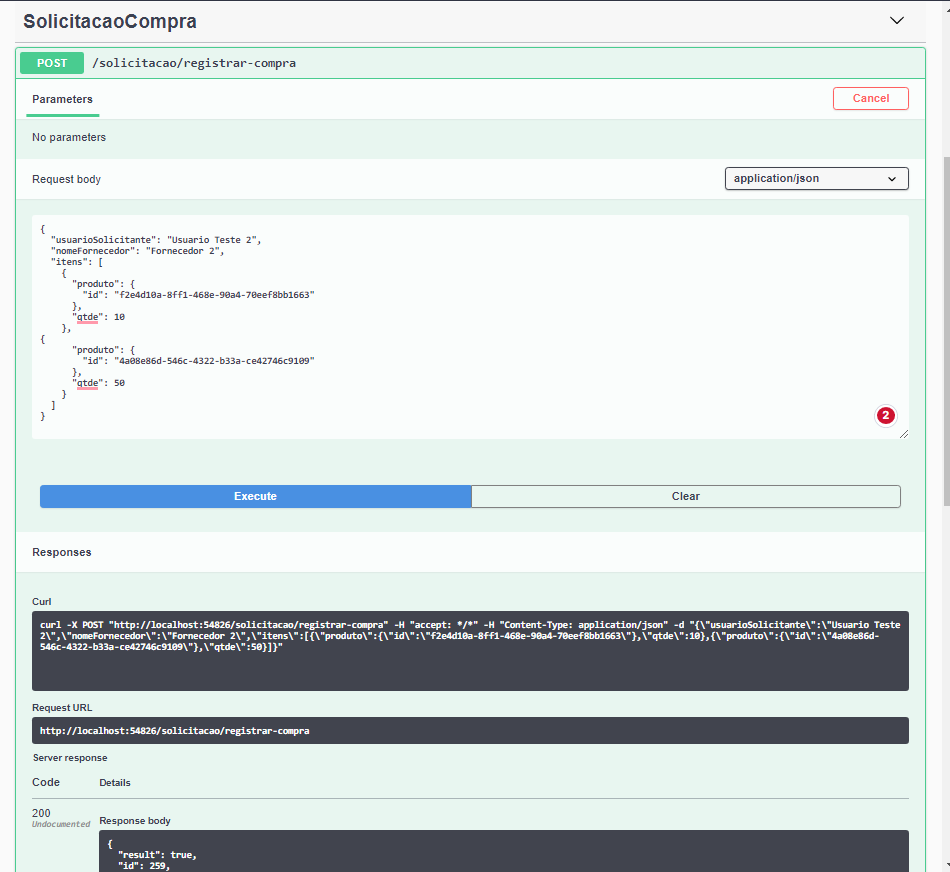 SolicitacaoCompra
POST /solicitacao/registrar-compra
Parameters
Cancel
No parameters
Request body
application/json
{
  "usuarioSolicitante": "Usuario Teste 2",
  "nomeFornecedor": "Fornecedor 2",
  "itens": [
    {
      "produto": {
        "id": "f2e4d10a-8ff1-468e-90a4-70eef8bb1663"
      },
      "qtde": 10
    },
{
      "produto": {
        "id": "4a08e86d-546c-4322-b33a-ce42746c9109"
      },
      "qtde": 50
    }
  ]
}
2
Execute
Clear
Responses
Curl
curl -X POST "http://localhost:54826/solicitacao/registrar-compra" -H "accept: */*" -H "Content-Type: application/json" -d "{\"usuarioSolicitante\":\"Usuario Teste
2\",\"nomeFornecedor\":\"Fornecedor 2\",\"itens\":[{\"produto\":{\"id\":\"f2e4d10a-8ff1-468e-90a4-70eef8bb1663\"},\"qtde\":10},{\"produto\":{\"id\":\"4a08e86d-
546c-4322-b33a-ce42746c9109\"},\"qtde\":50}]}"
Request URL
http://localhost:54826/solicitacao/registrar-compra
Server response
Code
Details
200
Undocumented
Response body
{
  "result": true,
  "id": 259,